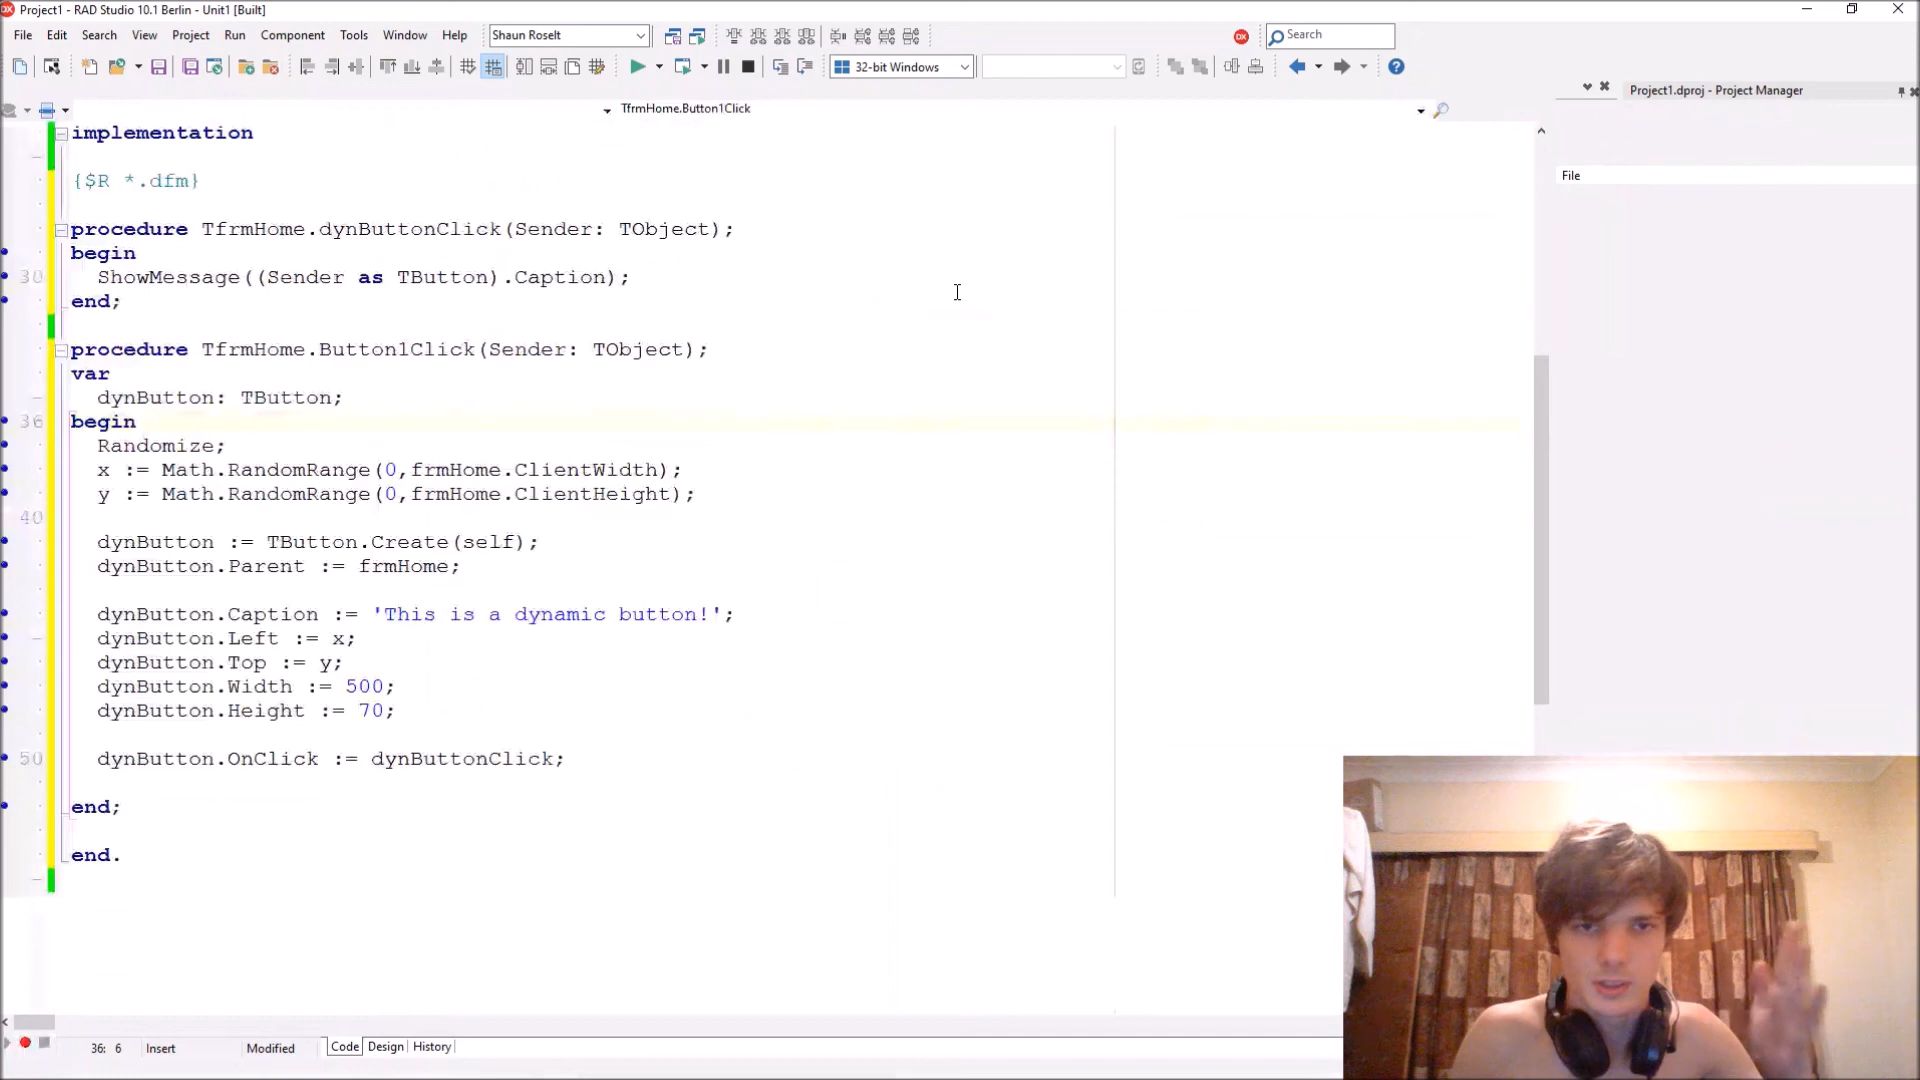 Project1 - RAD Studio 10.1 Berlin - Unit1 [Built]
File Edit Search View Project Run Component Tools Window Help Shaun Roselt Search
32-bit Windows
TfrmHome.Button1Click
Project1.dproj - Project Manager
File
implementation
{$R *.dfm}
procedure TfrmHome.dynButtonClick(Sender: TObject);
begin
30 ShowMessage((Sender as TButton).Caption);
end;
procedure TfrmHome.Button1Click(Sender: TObject);
var
dynButton: TButton;
36 begin
Randomize;
x := Math.RandomRange(0,frmHome.ClientWidth);
y := Math.RandomRange(0,frmHome.ClientHeight);
40
dynButton := TButton.Create(self);
dynButton.Parent := frmHome;
dynButton.Caption := 'This is a dynamic button!';
dynButton.Left := x;
dynButton.Top := y;
dynButton.Width := 500;
dynButton.Height := 70;
50 dynButton.OnClick := dynButtonClick;
end;
end.
36: 6 Insert Modified Code Design History